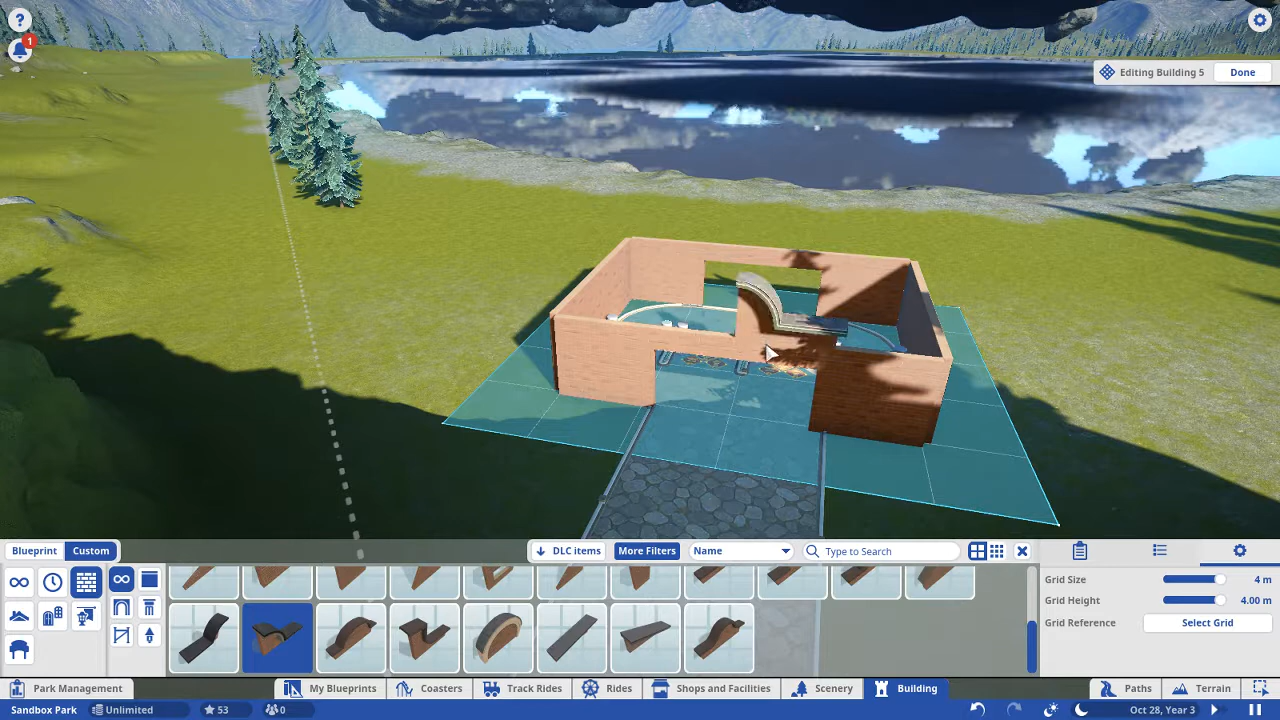 ?
1
Editing Building 5
Done
Blueprint
Custom
DLC items
More Filters
Name
Type to Search
Grid Size
4 m
Grid Height
4.00 m
Grid Reference
Select Grid
Park Management
My Blueprints
Coasters
Track Rides
Rides
Shops and Facilities
Scenery
Building
Paths
Terrain
Sandbox Park
Unlimited
53
0
Oct 28, Year 3